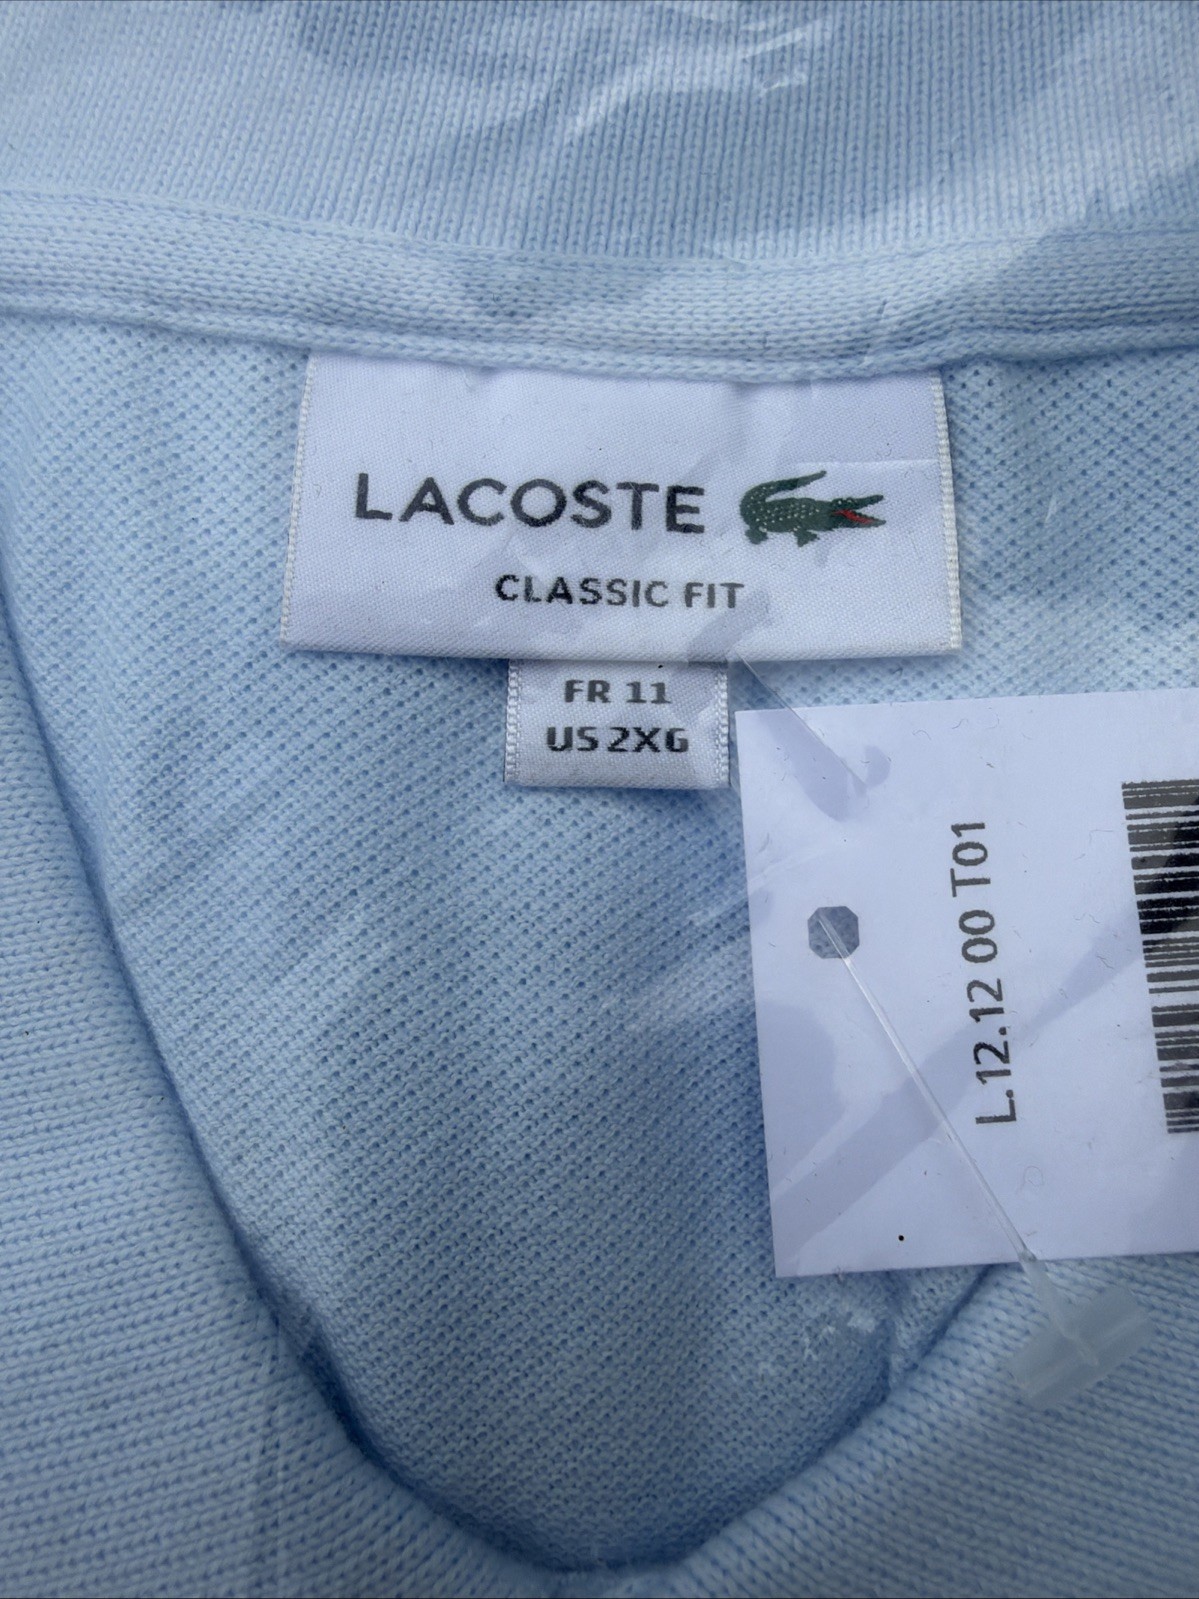 LACOSTE
CLASSIC FIT
FR 11
US 2XG
L.12.12 00 T01